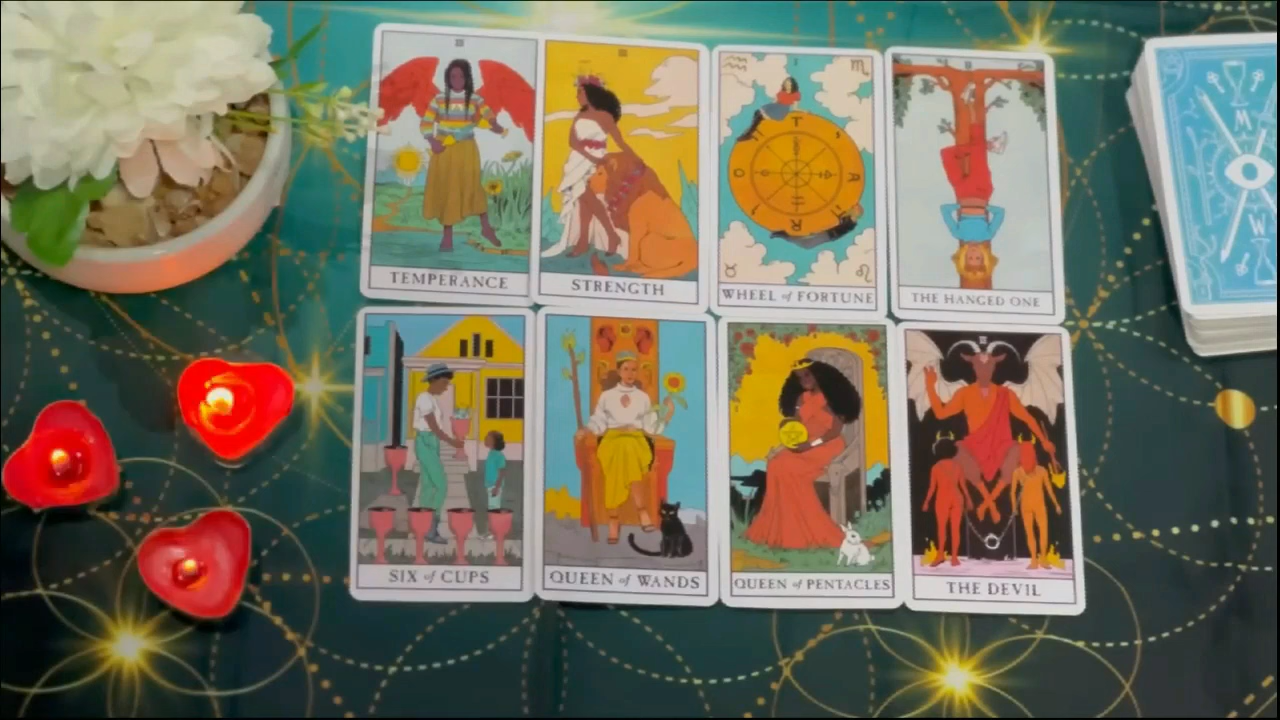 TEMPERANCE
STRENGTH
WHEEL of FORTUNE
THE HANGED ONE
SIX of CUPS
QUEEN of WANDS
QUEEN of PENTACLES
THE DEVIL
M
W